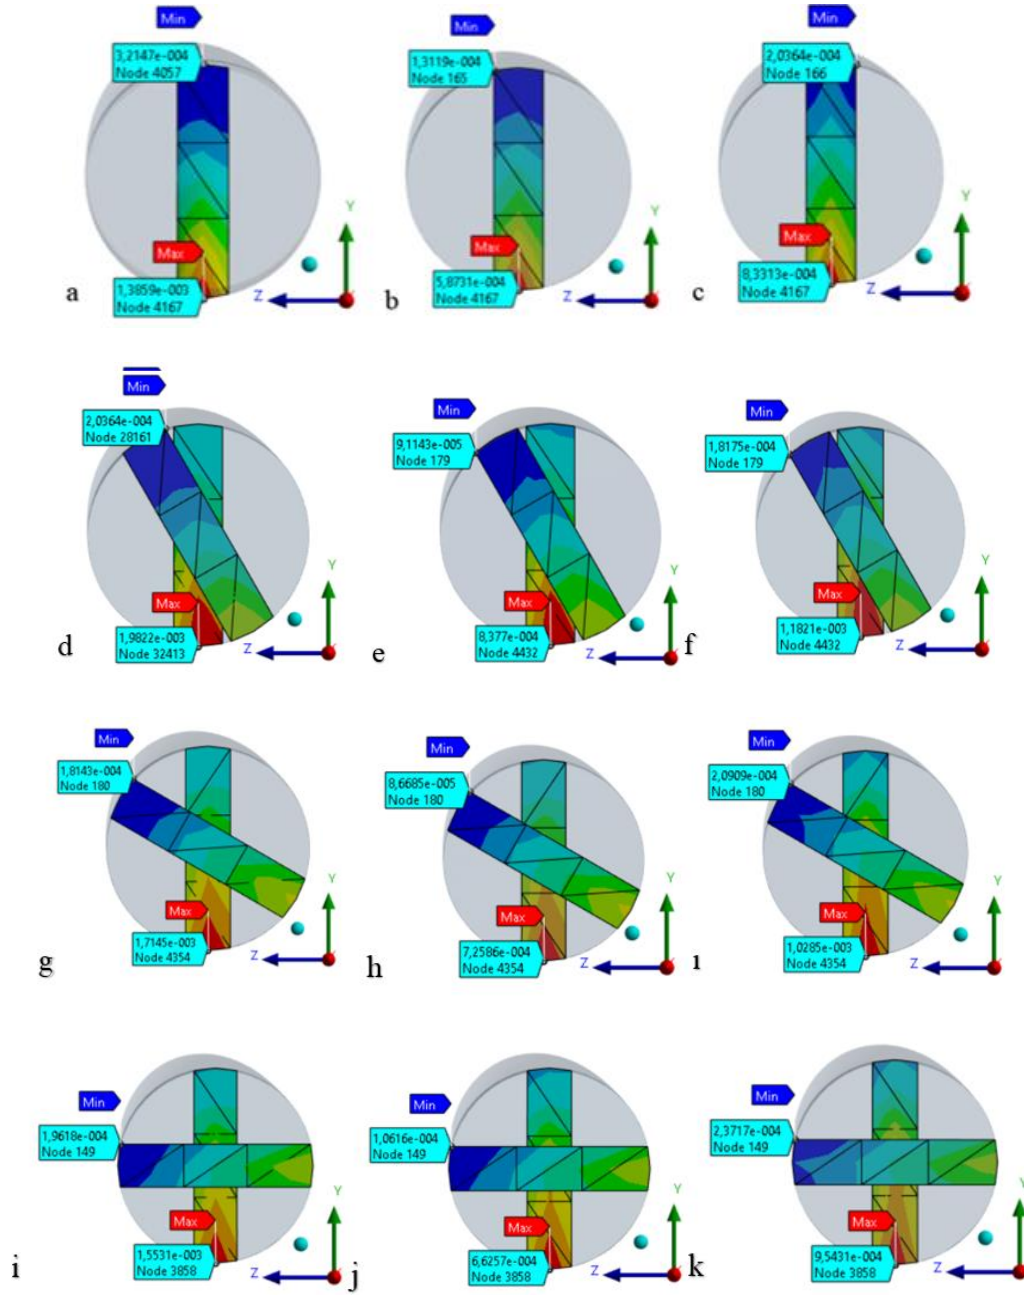 Min
3,2147e-004
Node 4057
Max
1,3859e-003
Node 4167
Y
Z
a
Min
1,3119e-004
Node 165
Max
5,8731e-004
Node 4167
Y
Z
b
Min
2,0364e-004
Node 166
Max
8,3313e-004
Node 4167
Y
Z
c
Min
2,0364e-004
Node 28161
Max
1,9822e-003
Node 32413
Y
Z
d
Min
9,1143e-005
Node 179
Max
8,377e-004
Node 4432
Y
Z
e
Min
1,8175e-004
Node 179
Max
1,1821e-003
Node 4432
Y
Z
f
Min
1,8143e-004
Node 180
Max
1,7145e-003
Node 4354
Y
Z
g
Min
8,6685e-005
Node 180
Max
7,2586e-004
Node 4354
Y
Z
h
Min
2,0909e-004
Node 180
Max
1,0285e-003
Node 4354
Y
Z
ı
Min
1,9618e-004
Node 149
Max
1,5531e-003
Node 3858
Y
Z
i
Min
1,0616e-004
Node 149
Max
6,6257e-004
Node 3858
Y
Z
j
Min
2,3717e-004
Node 149
Max
9,5431e-004
Node 3858
Y
Z
k